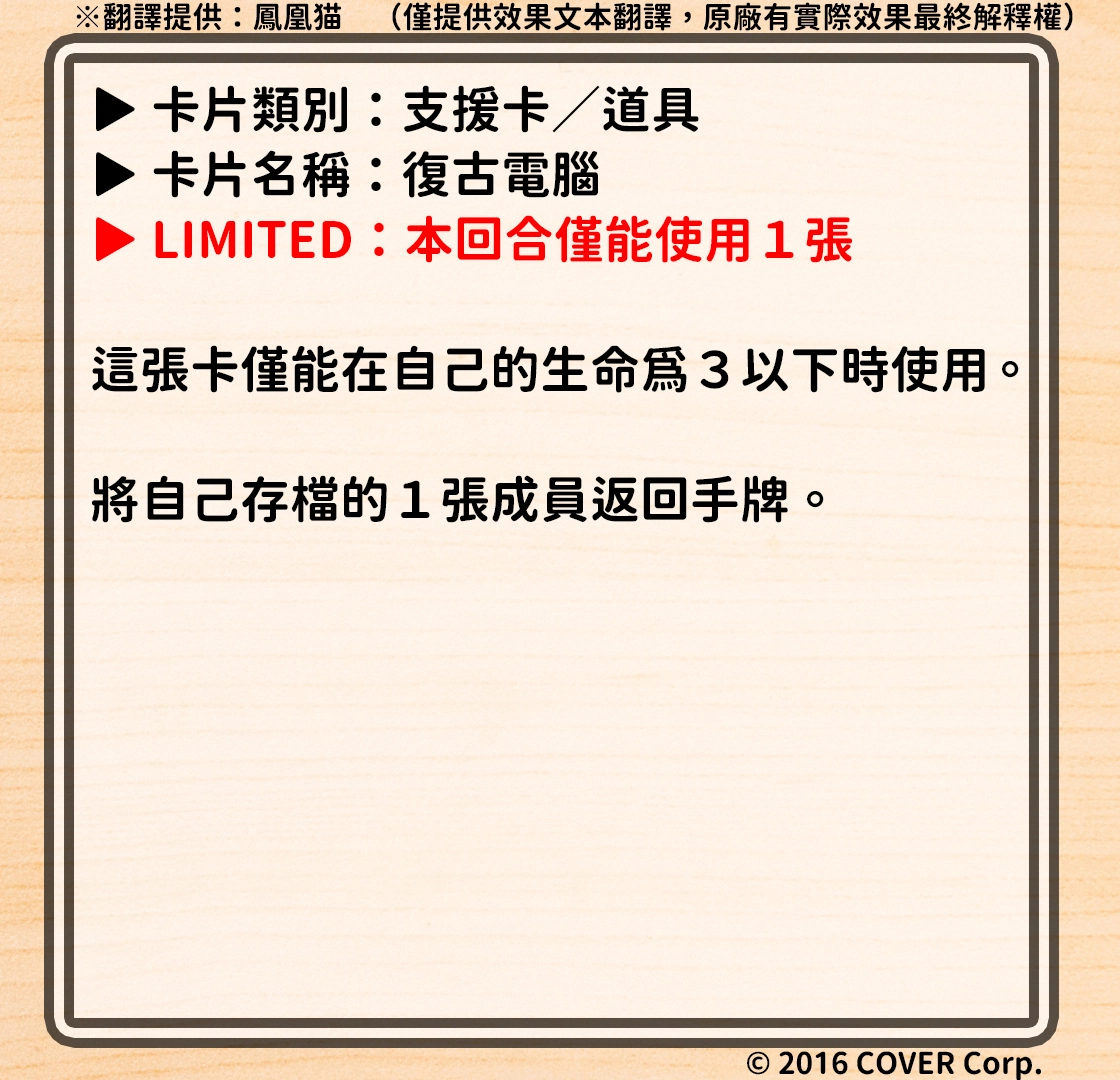 ※翻譯提供：鳳凰猫　（僅提供效果文本翻譯，原廠有實際效果最終解釋權）
▶ 卡片類別：支援卡／道具
▶ 卡片名稱：復古電腦
▶ LIMITED：本回合僅能使用１張
這張卡僅能在自己的生命爲３以下時使用。
將自己存檔的１張成員返回手牌。
© 2016 COVER Corp.